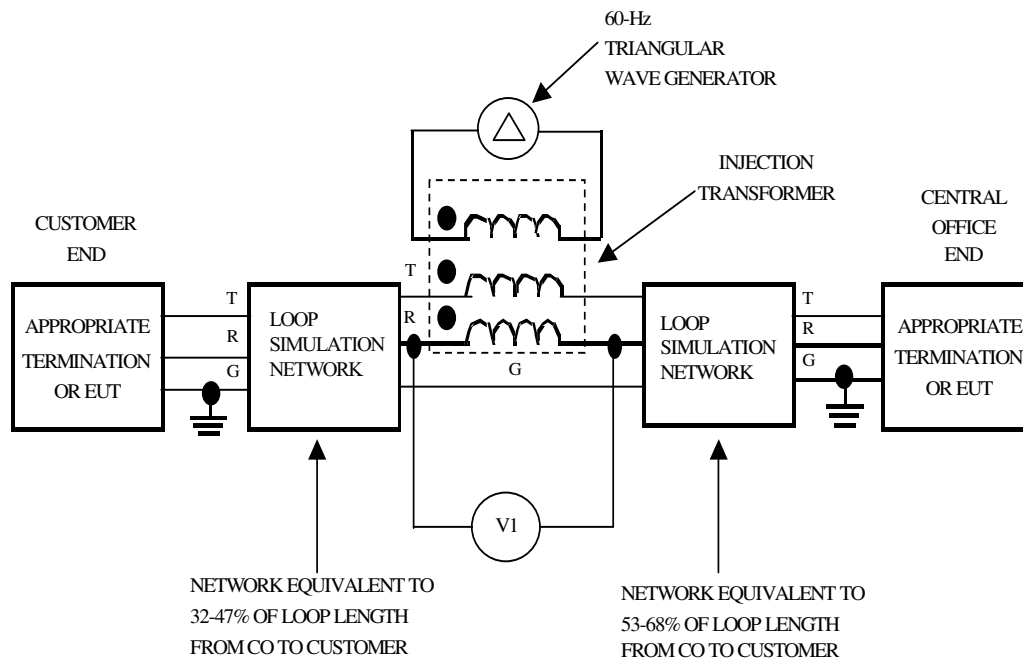 60-Hz
TRIANGULAR
WAVE GENERATOR
INJECTION
TRANSFORMER
CUSTOMER
END
CENTRAL
OFFICE
END
T
R
G
T
R
G
T
R
G
APPROPRIATE
TERMINATION
OR EUT
LOOP
SIMULATION
NETWORK
LOOP
SIMULATION
NETWORK
APPROPRIATE
TERMINATION
OR EUT
V1
NETWORK EQUIVALENT TO
32-47% OF LOOP LENGTH
FROM CO TO CUSTOMER
NETWORK EQUIVALENT TO
53-68% OF LOOP LENGTH
FROM CO TO CUSTOMER